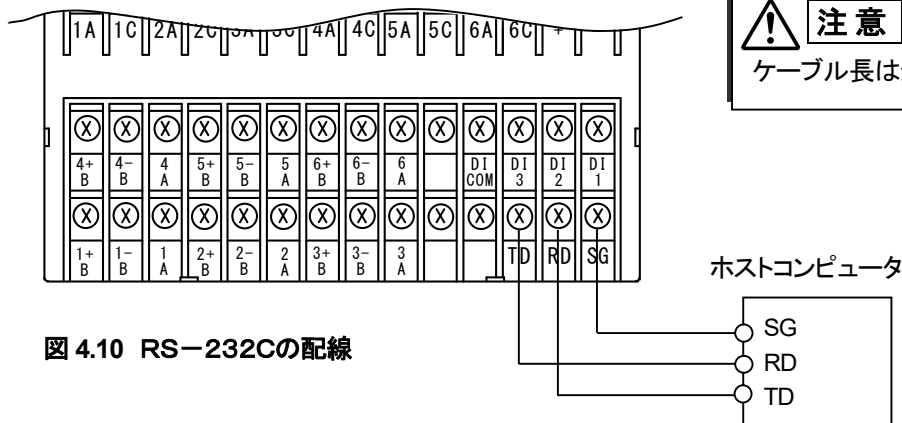 1A 1C 2A 2C 3A 3C 4A 4C 5A 5C 6A 6C +
注 意
ケーブル長は
4+ 4- 4 5+ 5- 5 6+ 6- 6 DI DI DI DI
B B A B B A B B A COM 3 2 1
1+ 1- 1 2+ 2- 2 3+ 3- 3 TD RD SG
B B A B B A B B A
ホストコンピュータ
SG
RD
TD
図 4.10 RS－232Cの配線